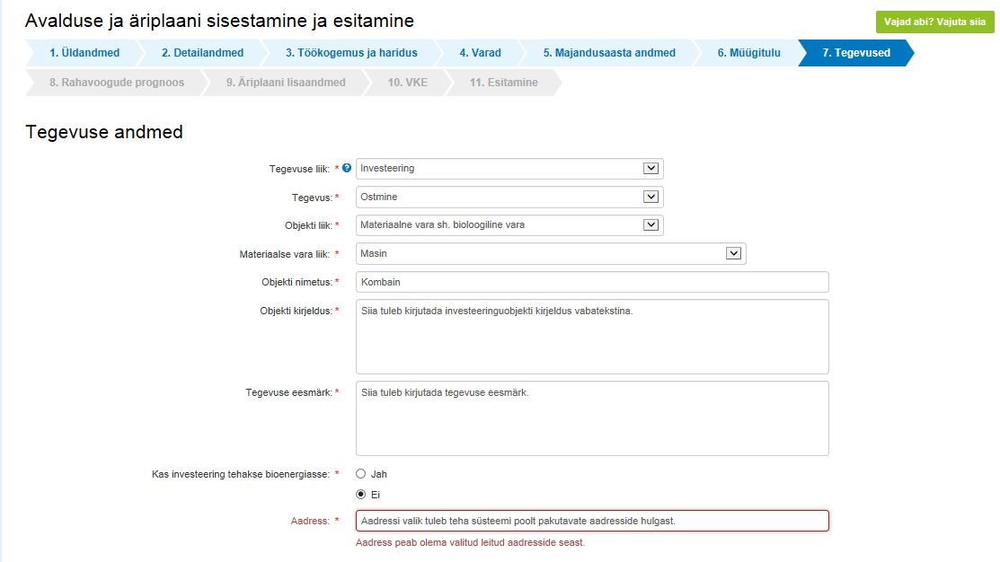 Avalduse ja äriplaani sisestamine ja esitamine
Vajad abi? Vajuta siia
1. Üldandmed 2. Detailandmed 3. Töökogemus ja haridus 4. Varad 5. Majandusaasta andmed 6. Müügitulu 7. Tegevused
8. Rahavoogude prognoos 9. Äriplaani lisaandmed 10. VKE 11. Esitamine
Tegevuse andmed
Tegevuse liik: * ? Investeering
Tegevus: * Ostmine
Objekti liik: * Materiaalne vara sh. bioloogiline vara
Materiaalse vara liik: * Masin
Objekti nimetus: * Kombain
Objekti kirjeldus: * Siia tuleb kirjutada investeeringuobjekti kirjeldus vabatekstina.
Tegevuse eesmärk: * Siia tuleb kirjutada tegevuse eesmärk.
Kas investeering tehakse bioenergiasse: * Jah
Ei
Aadress: * Aadressi valik tuleb teha süsteemi poolt pakutavate aadresside hulgast.
Aadress peab olema valitud leitud aadresside seast.